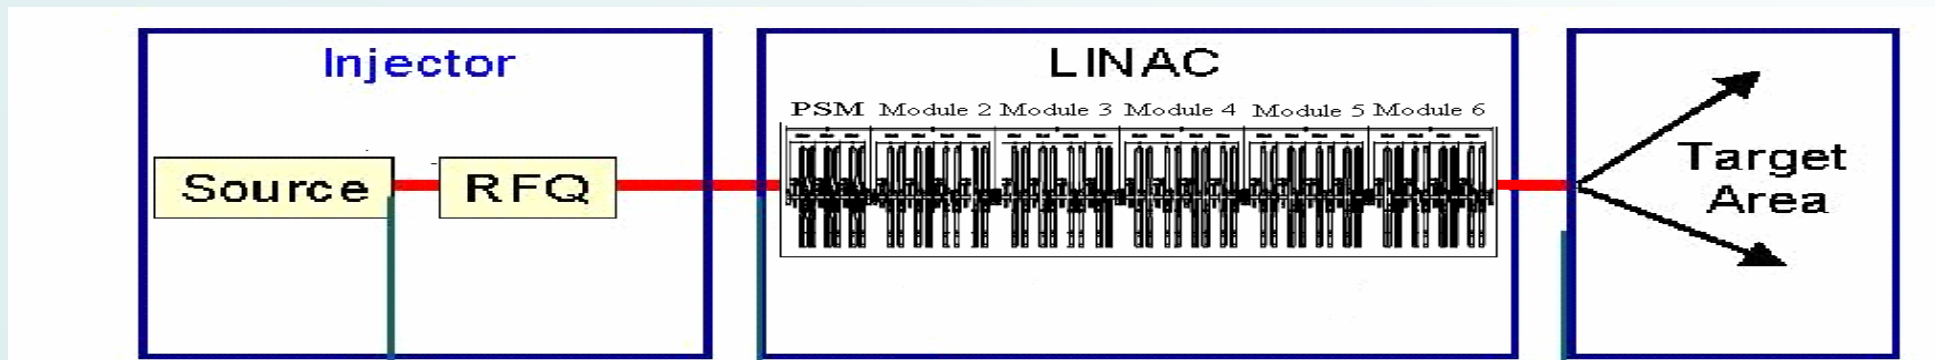 Injector
LINAC
PSM Module 2 Module 3 Module 4 Module 5 Module 6
Source
RFQ
Target
Area